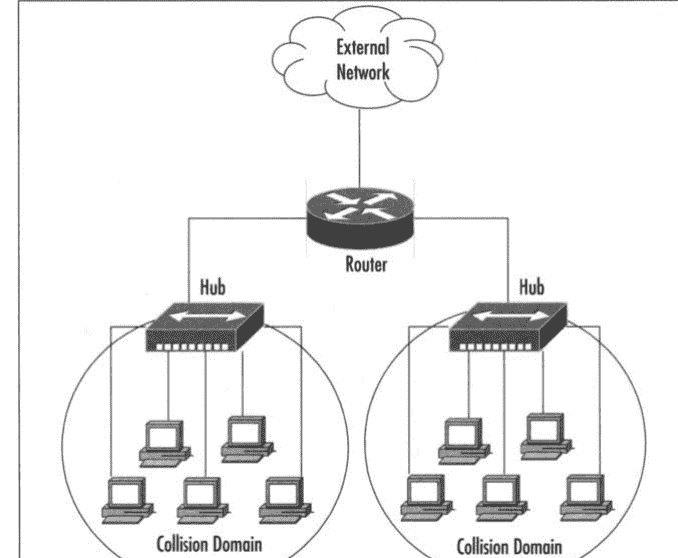 External
Network
Router
Hub
Hub
Collision Domain
Collision Domain